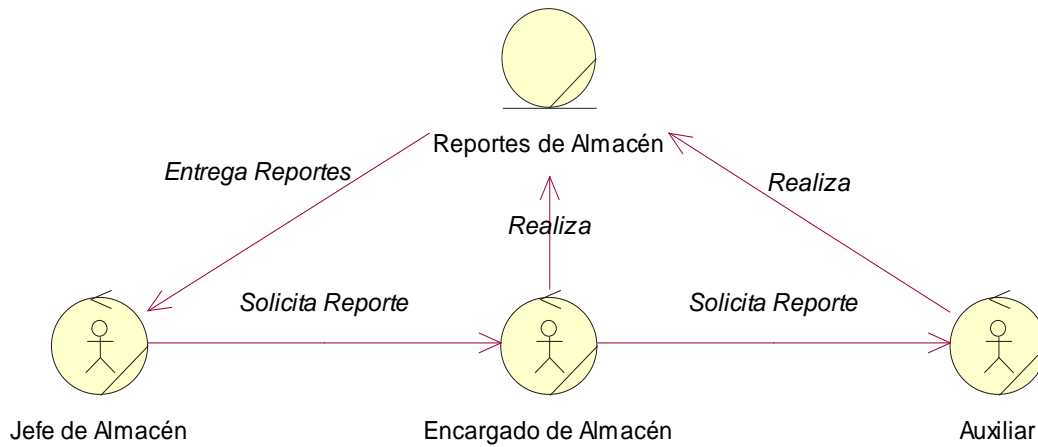 Reportes de Almacén
Entrega Reportes
Realiza
Realiza
Solicita Reporte
Solicita Reporte
Jefe de Almacén
Encargado de Almacén
Auxiliar